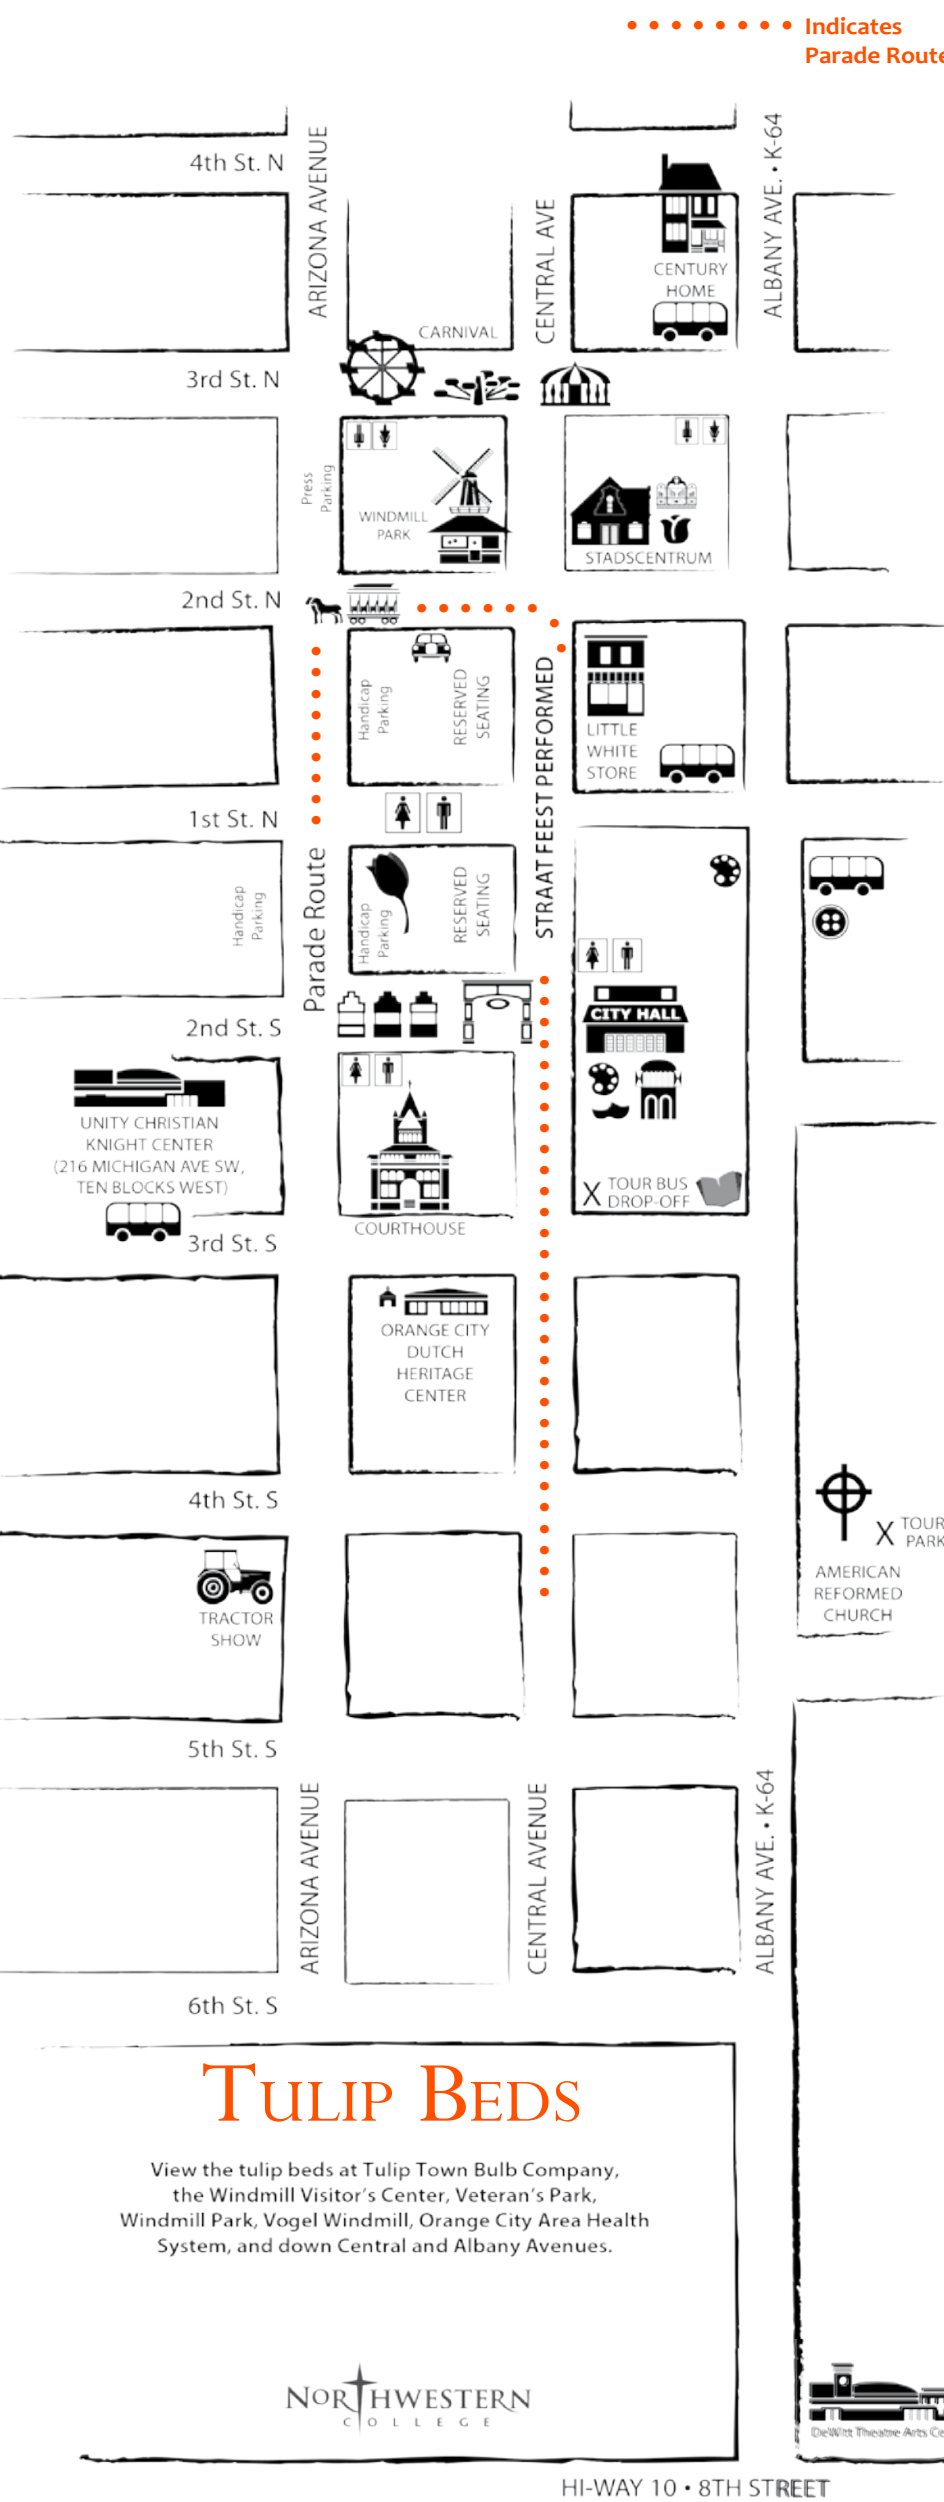 Indicates
Parade Route
4th St. N
ARIZONA AVENUE
CENTRAL AVE
ALBANY AVE. • K-64
CENTURY
HOME
CARNIVAL
3rd St. N
Press
Parking
WINDMILL
PARK
STADSCENTRUM
2nd St. N
Handicap
Parking
RESERVED
SEATING
STRAAT FEEST PERFORMED
LITTLE
WHITE
STORE
1st St. N
Handicap
Parking
Parade Route
Handicap
Parking
RESERVED
SEATING
2nd St. S
CITY HALL
UNITY CHRISTIAN
KNIGHT CENTER
(216 MICHIGAN AVE SW,
TEN BLOCKS WEST)
X TOUR BUS
DROP-OFF
COURTHOUSE
3rd St. S
ORANGE CITY
DUTCH
HERITAGE
CENTER
4th St. S
X TOUR
PARK
AMERICAN
REFORMED
CHURCH
TRACTOR
SHOW
5th St. S
ARIZONA AVENUE
CENTRAL AVENUE
ALBANY AVE. • K-64
6th St. S
TULIP BEDS
View the tulip beds at Tulip Town Bulb Company,
the Windmill Visitor's Center, Veteran's Park,
Windmill Park, Vogel Windmill, Orange City Area Health
System, and down Central and Albany Avenues.
NORTHWESTERN
COLLEGE
DeWitt Theatre Arts Ce
HI-WAY 10 • 8TH STREET